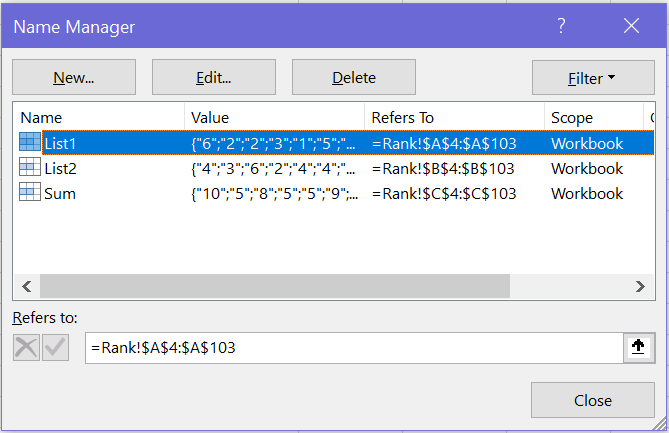 Name Manager ?
New... Edit... Delete Filter
Name Value Refers To Scope C
List1 {"6";"2";"2";"3";"1";"5";"... =Rank!$A$4:$A$103 Workbook
List2 {"4";"3";"6";"2";"4";"4";"... =Rank!$B$4:$B$103 Workbook
Sum {"10";"5";"8";"5";"5";"9";... =Rank!$C$4:$C$103 Workbook
Refers to:
=Rank!$A$4:$A$103
Close